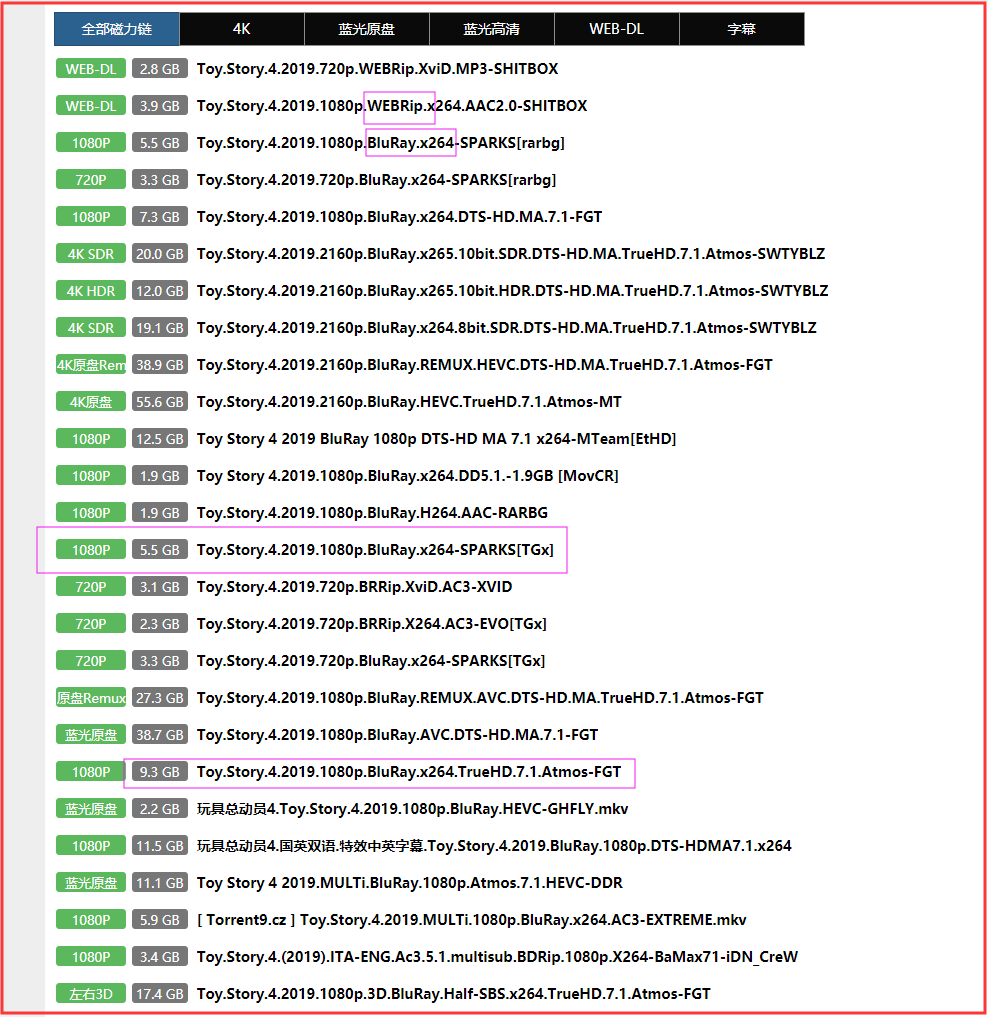 全部磁力链 4K 蓝光原盘 蓝光高清 WEB-DL 字幕
WEB-DL 2.8 GB Toy.Story.4.2019.720p.WEBRip.XviD.MP3-SHITBOX
WEB-DL 3.9 GB Toy.Story.4.2019.1080p.WEBRip.x264.AAC2.0-SHITBOX
1080P 5.5 GB Toy.Story.4.2019.1080p.BluRay.x264-SPARKS[rarbg]
720P 3.3 GB Toy.Story.4.2019.720p.BluRay.x264-SPARKS[rarbg]
1080P 7.3 GB Toy.Story.4.2019.1080p.BluRay.x264.DTS-HD.MA.7.1-FGT
4K SDR 20.0 GB Toy.Story.4.2019.2160p.BluRay.x265.10bit.SDR.DTS-HD.MA.TrueHD.7.1.Atmos-SWTYBLZ
4K HDR 12.0 GB Toy.Story.4.2019.2160p.BluRay.x265.10bit.HDR.DTS-HD.MA.TrueHD.7.1.Atmos-SWTYBLZ
4K SDR 19.1 GB Toy.Story.4.2019.2160p.BluRay.x264.8bit.SDR.DTS-HD.MA.TrueHD.7.1.Atmos-SWTYBLZ
4K原盘Rem 38.9 GB Toy.Story.4.2019.2160p.BluRay.REMUX.HEVC.DTS-HD.MA.TrueHD.7.1.Atmos-FGT
4K原盘 55.6 GB Toy.Story.4.2019.2160p.BluRay.HEVC.TrueHD.7.1.Atmos-MT
1080P 12.5 GB Toy Story 4 2019 BluRay 1080p DTS-HD MA 7.1 x264-MTeam[EtHD]
1080P 1.9 GB Toy.Story.4.2019.1080p.BluRay.x264.DD5.1.-1.9GB [MovCR]
1080P 1.9 GB Toy.Story.4.2019.1080p.BluRay.H264.AAC-RARBG
1080P 5.5 GB Toy.Story.4.2019.1080p.BluRay.x264-SPARKS[TGx]
720P 3.1 GB Toy.Story.4.2019.720p.BRRip.XviD.AC3-XVID
720P 2.3 GB Toy.Story.4.2019.720p.BRRip.X264.AC3-EVO[TGx]
720P 3.3 GB Toy.Story.4.2019.720p.BluRay.x264-SPARKS[TGx]
原盘Remux 27.3 GB Toy.Story.4.2019.1080p.BluRay.REMUX.AVC.DTS-HD.MA.TrueHD.7.1.Atmos-FGT
蓝光原盘 38.7 GB Toy.Story.4.2019.1080p.BluRay.AVC.DTS-HD.MA.7.1-FGT
1080P 9.3 GB Toy.Story.4.2019.1080p.BluRay.x264.TrueHD.7.1.Atmos-FGT
蓝光原盘 2.2 GB 玩具总动员4.Toy.Story.4.2019.1080p.BluRay.HEVC-GHFLY.mkv
1080P 11.5 GB 玩具总动员4.国英双语.特效中英字幕.Toy.Story.4.2019.BluRay.1080p.DTS-HDMA7.1.x264
蓝光原盘 11.1 GB Toy Story 4 2019.MULTi.BluRay.1080p.Atmos.7.1.HEVC-DDR
1080P 5.9 GB [ Torrent9.cz ] Toy.Story.4.2019.MULTi.1080p.BluRay.x264.AC3-EXTREME.mkv
1080P 3.4 GB Toy.Story.4.(2019).ITA-ENG.Ac3.5.1.multisub.BDRip.1080p.X264-BaMax71-iDN_CreW
左右3D 17.4 GB Toy.Story.4.2019.1080p.3D.BluRay.Half-SBS.x264.TrueHD.7.1.Atmos-FGT